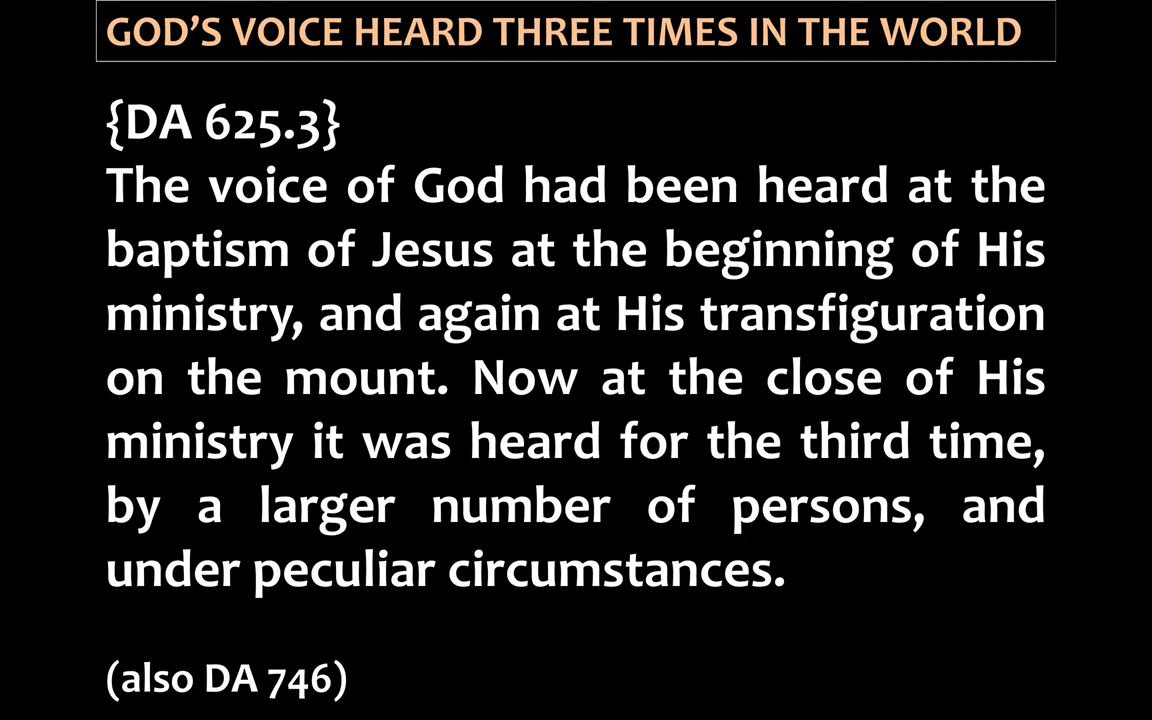 GOD’S VOICE HEARD THREE TIMES IN THE WORLD
{DA 625.3}
The voice of God had been heard at the
baptism of Jesus at the beginning of His
ministry, and again at His transfiguration
on the mount. Now at the close of His
ministry it was heard for the third time,
by a larger number of persons, and
under peculiar circumstances.
(also DA 746)